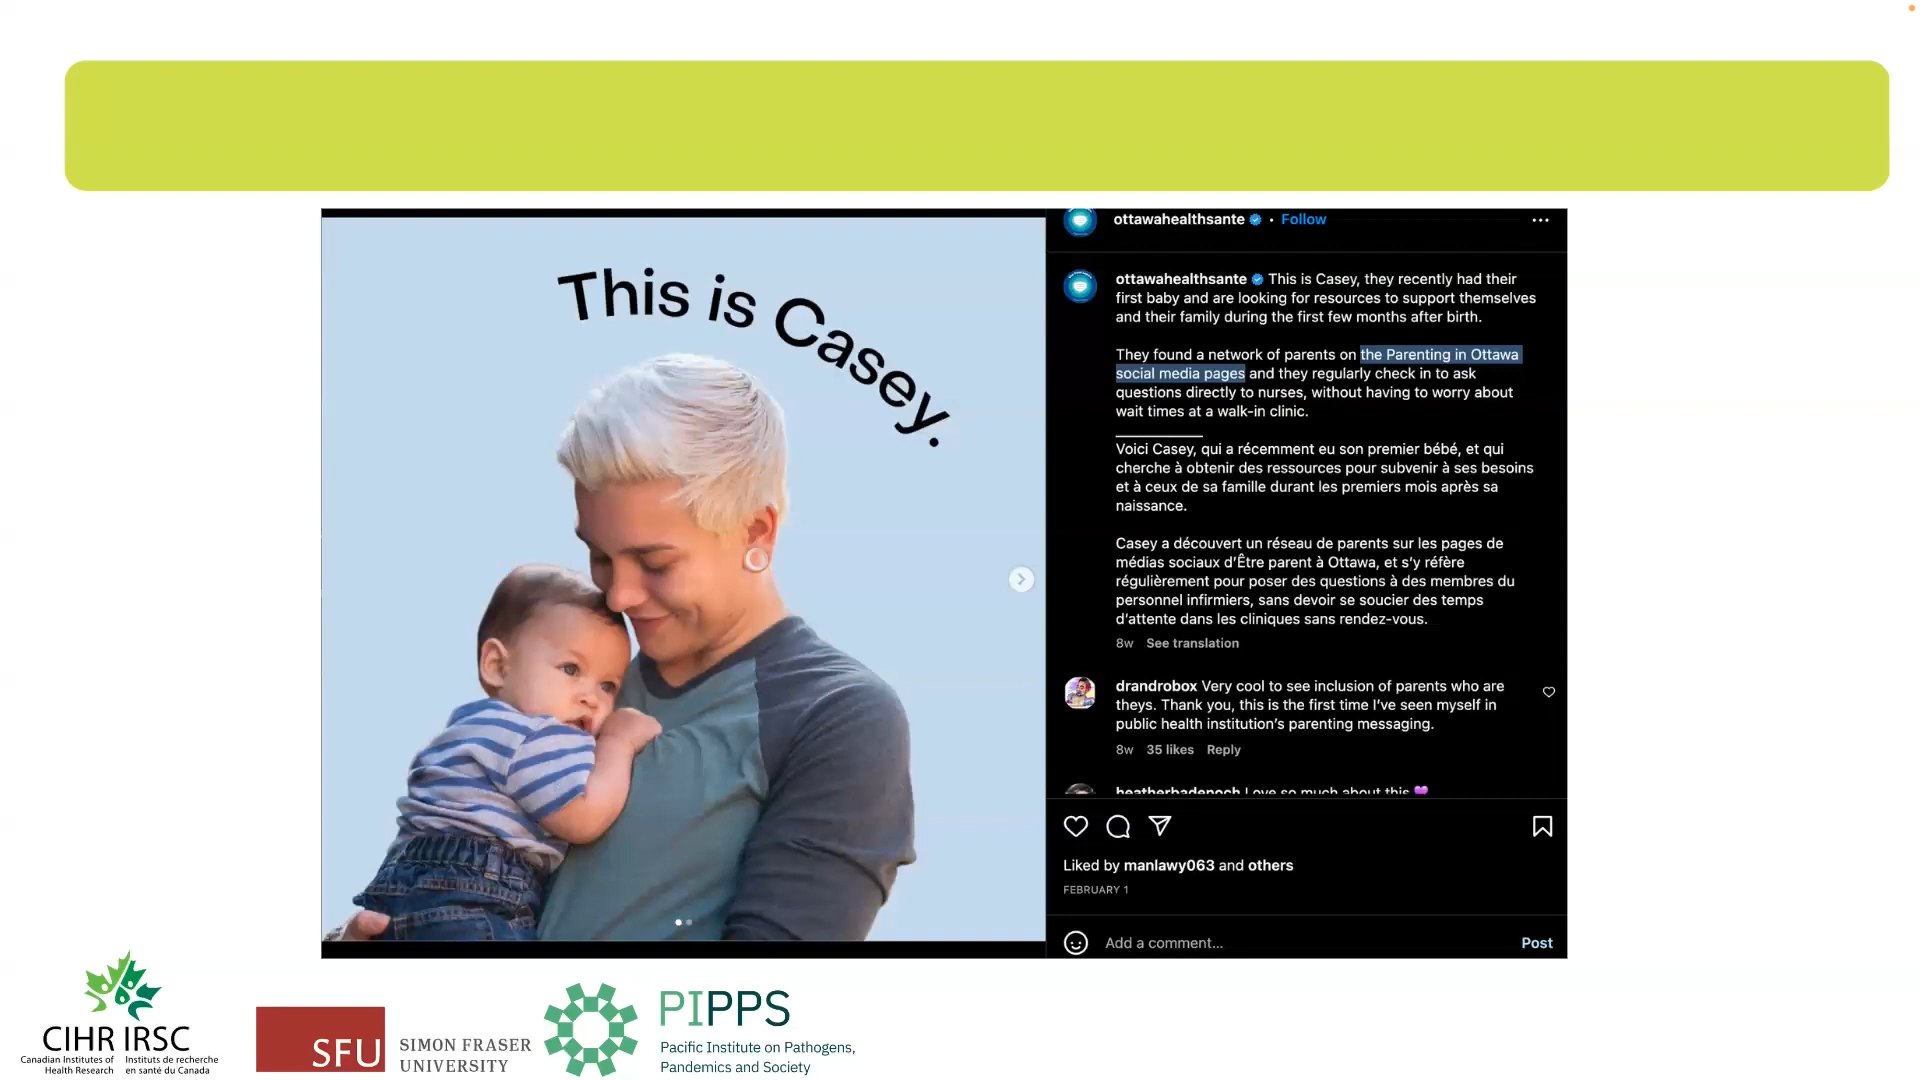 This is Casey.
ottawahealthsante • Follow
ottawahealthsante This is Casey, they recently had their
first baby and are looking for resources to support themselves
and their family during the first few months after birth.
They found a network of parents on the Parenting in Ottawa
social media pages and they regularly check in to ask
questions directly to nurses, without having to worry about
wait times at a walk-in clinic.
Voici Casey, qui a récemment eu son premier bébé, et qui
cherche à obtenir des ressources pour subvenir à ses besoins
et à ceux de sa famille durant les premiers mois après sa
naissance.
Casey a découvert un réseau de parents sur les pages de
médias sociaux d'Être parent à Ottawa, et s'y réfère
régulièrement pour poser des questions à des membres du
personnel infirmiers, sans devoir se soucier des temps
d'attente dans les cliniques sans rendez-vous.
8w See translation
drandrobox Very cool to see inclusion of parents who are
theys. Thank you, this is the first time I've seen myself in
public health institution's parenting messaging.
8w 35 likes Reply
heatherbadenoch Love so much about this 💜
Liked by manlawy063 and others
FEBRUARY 1
Add a comment...
Post
CIHR IRSC
Canadian Institutes of Health Research
Instituts de recherche en santé du Canada
SFU
SIMON FRASER
UNIVERSITY
PIPPS
Pacific Institute on Pathogens,
Pandemics and Society